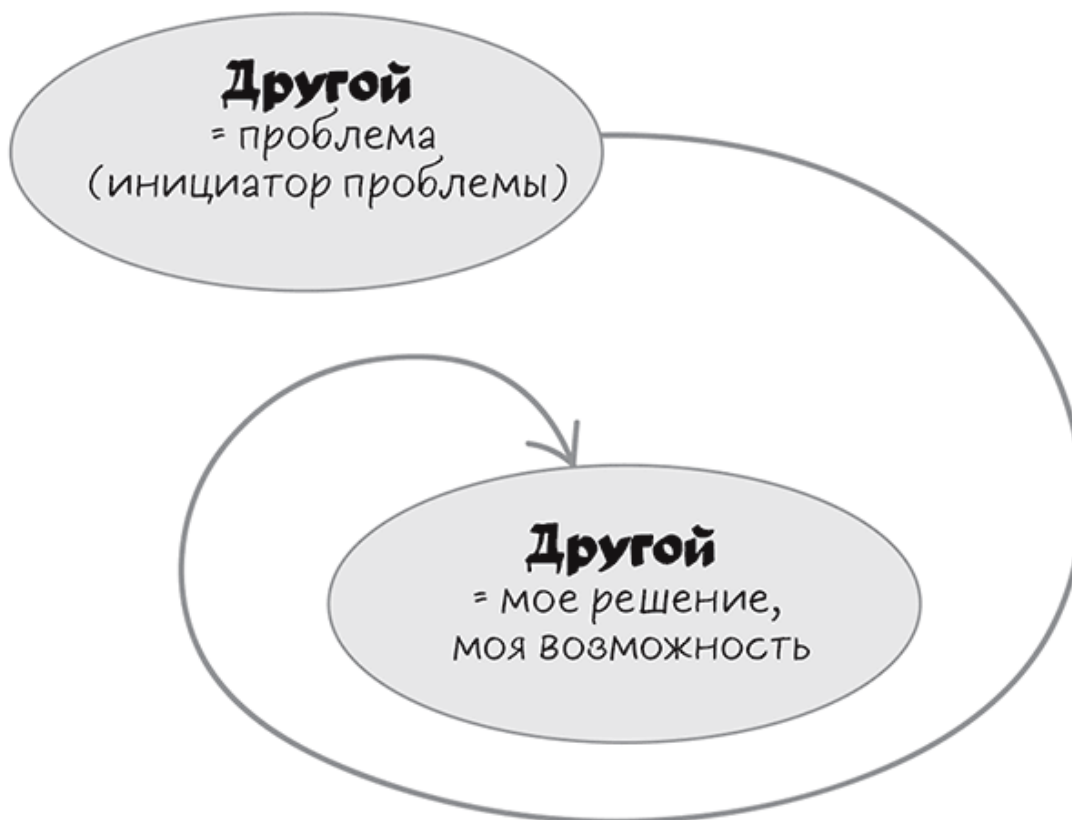 Другой
= проблема
(инициатор проблемы)
Другой
= мое решение,
моя возможность